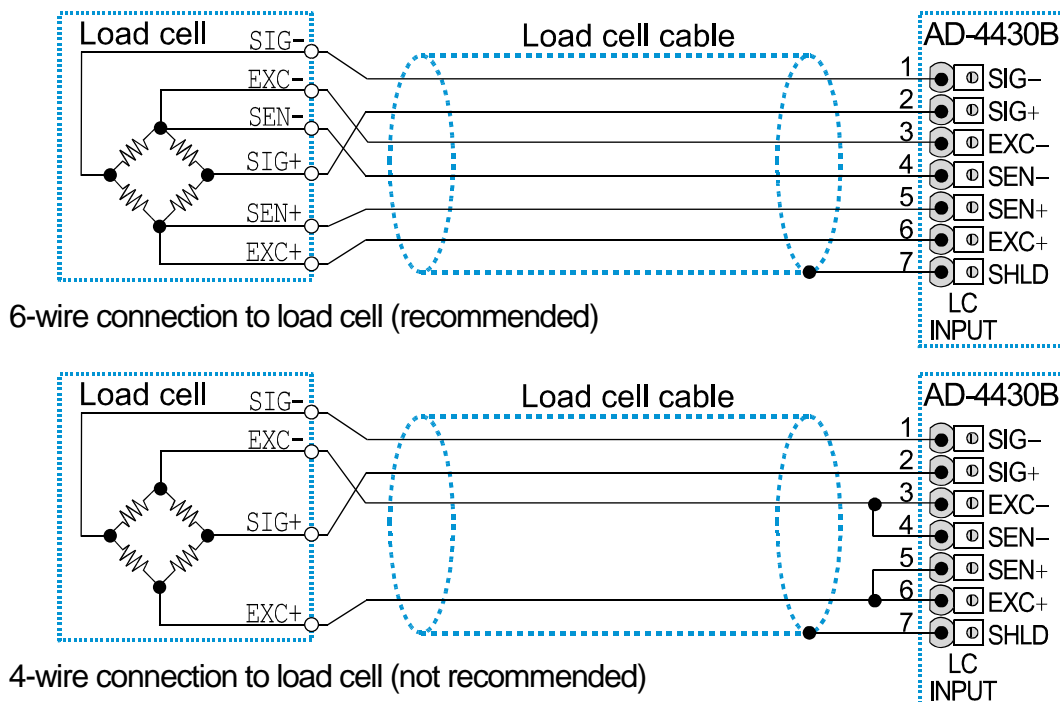 Load cell
Load cell cable
AD-4430B
SIG-
EXC-
SEN-
SIG+
SEN+
EXC+
1
2
3
4
5
6
7
SIG−
SIG+
EXC−
SEN−
SEN+
EXC+
SHLD
LC
INPUT
6-wire connection to load cell (recommended)
Load cell
Load cell cable
AD-4430B
SIG-
EXC-
SIG+
EXC+
1
2
3
4
5
6
7
SIG−
SIG+
EXC−
SEN−
SEN+
EXC+
SHLD
LC
INPUT
4-wire connection to load cell (not recommended)